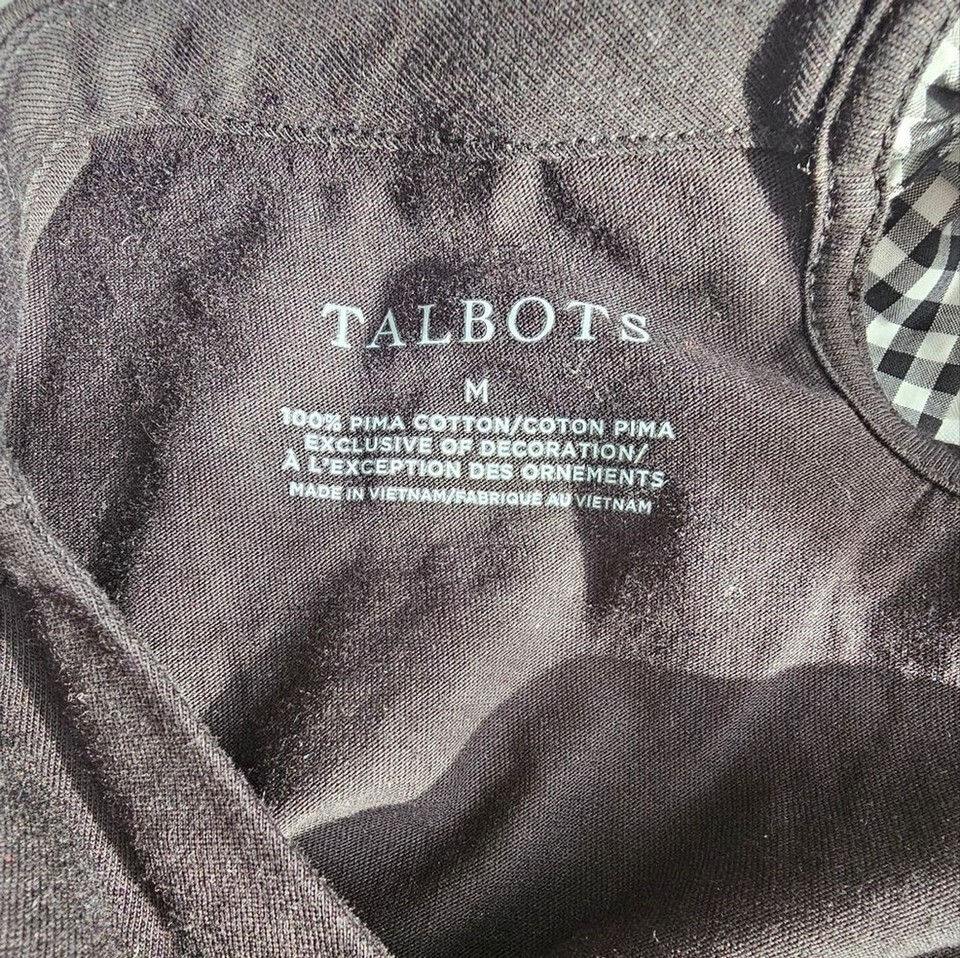 TALBOTS
M
100% PIMA COTTON/COTON PIMA
EXCLUSIVE OF DECORATION/
À L'EXCEPTION DES ORNEMENTS
MADE IN VIETNAM/FABRIQUÉ AU VIETNAM